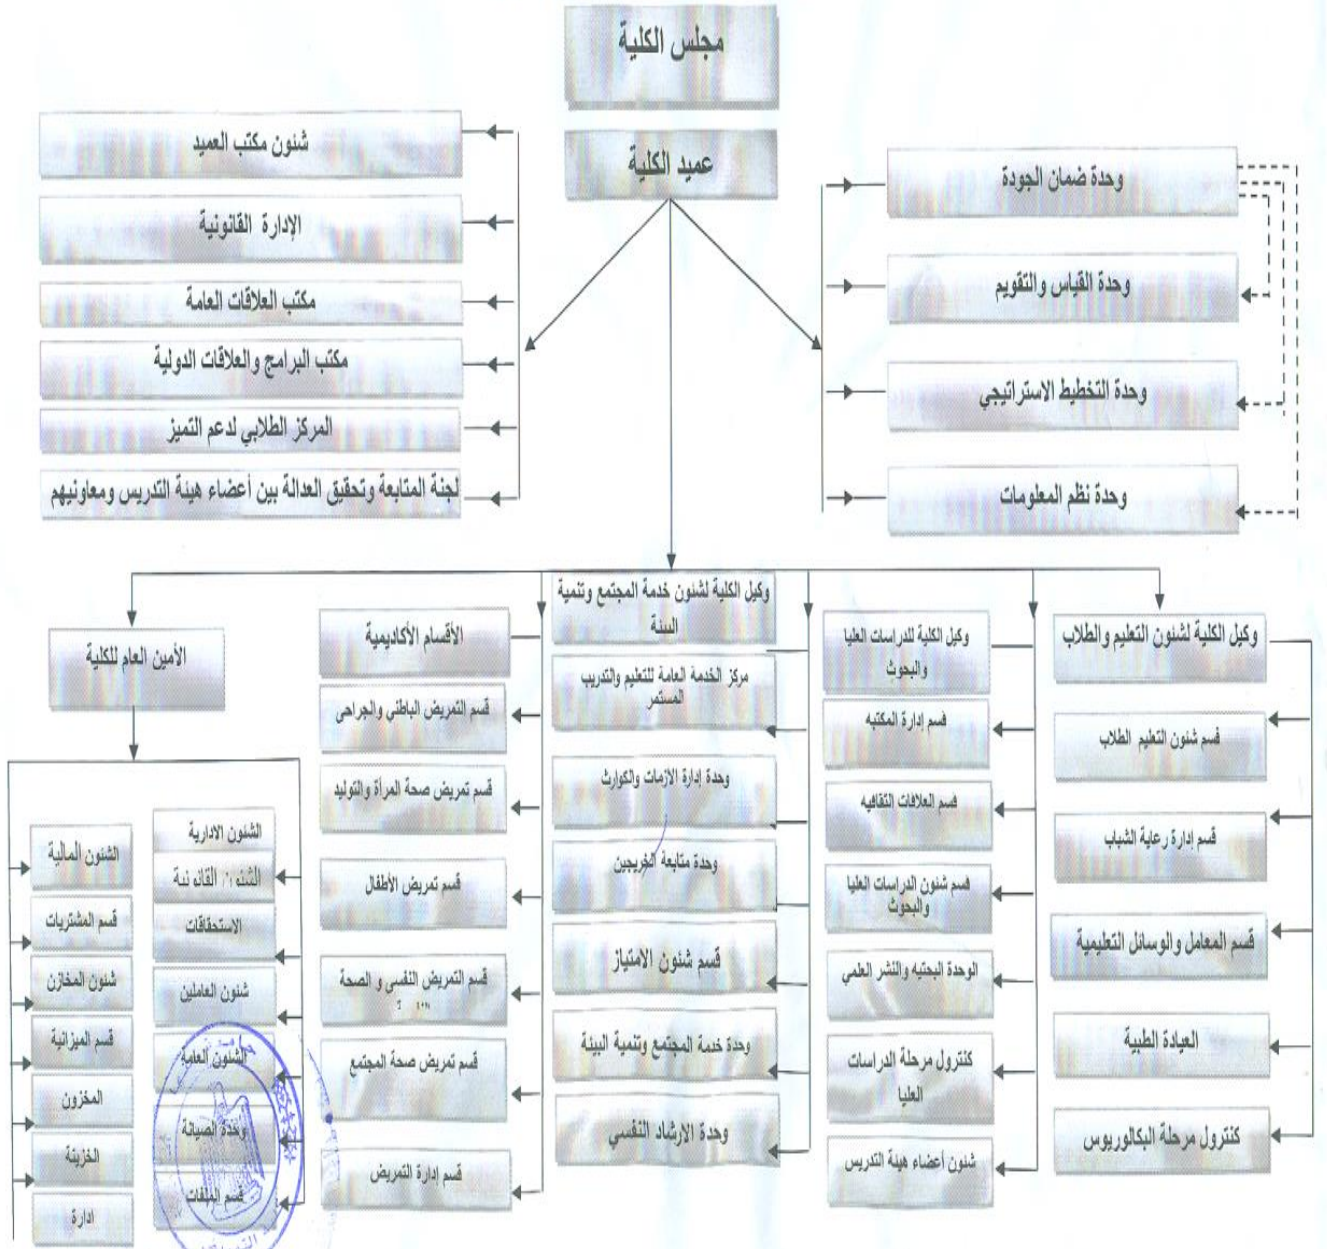 مجلس الكلية
عميد الكلية
وحدة ضمان الجودة
وحدة القياس والتقويم
وحدة التخطيط الاستراتيجي
وحدة نظم المعلومات
شئون مكتب العميد
الإدارة القانونية
مكتب العلاقات العامة
مكتب البرامج والعلاقات الدولية
المركز الطلابي لدعم التميز
لجنة المتابعة وتحقيق العدالة بين أعضاء هيئة التدريس ومعاونيهم
وكيل الكلية لشئون التعليم والطلاب
قسم شئون التعليم الطلاب
قسم إدارة رعاية الشباب
قسم المعامل والوسائل التعليمية
العيادة الطبية
كنترول مرحلة البكالوريوس
وكيل الكلية للدراسات العليا
والبحوث
قسم إدارة المكتبه
قسم العلاقات الثقافيه
قسم شئون الدراسات العليا
والبحوث
الوحدة البحثيه والنشر العلمي
كنترول مرحلة الدراسات
العليا
شئون أعضاء هيئة التدريس
وكيل الكلية لشئون خدمة المجتمع وتنمية
البيئة
مركز الخدمة العامة للتعليم والتدريب
المستمر
وحدة إدارة الازمات والكوارث
وحدة متابعة الخريجين
قسم شئون الامتياز
وحدة خدمة المجتمع وتنمية البيئة
وحدة الارشاد النفسي
الأقسام الأكاديمية
قسم التمريض الباطني والجراحى
قسم تمريض صحة المرأة والتوليد
قسم تمريض الأطفال
قسم التمريض النفسى و الصحة
قسم تمريض صحة المجتمع
قسم إدارة التمريض
الأمين العام للكلية
الشئون الادارية
الشئون القانونية
الاستحقاقات
شئون العاملين
الشئون العامة
وحدة الصيانة
قسم الملفات
الشئون المالية
قسم المشتريات
شئون المخازن
قسم الميزانية
المخزون
الخزينة
ادارة